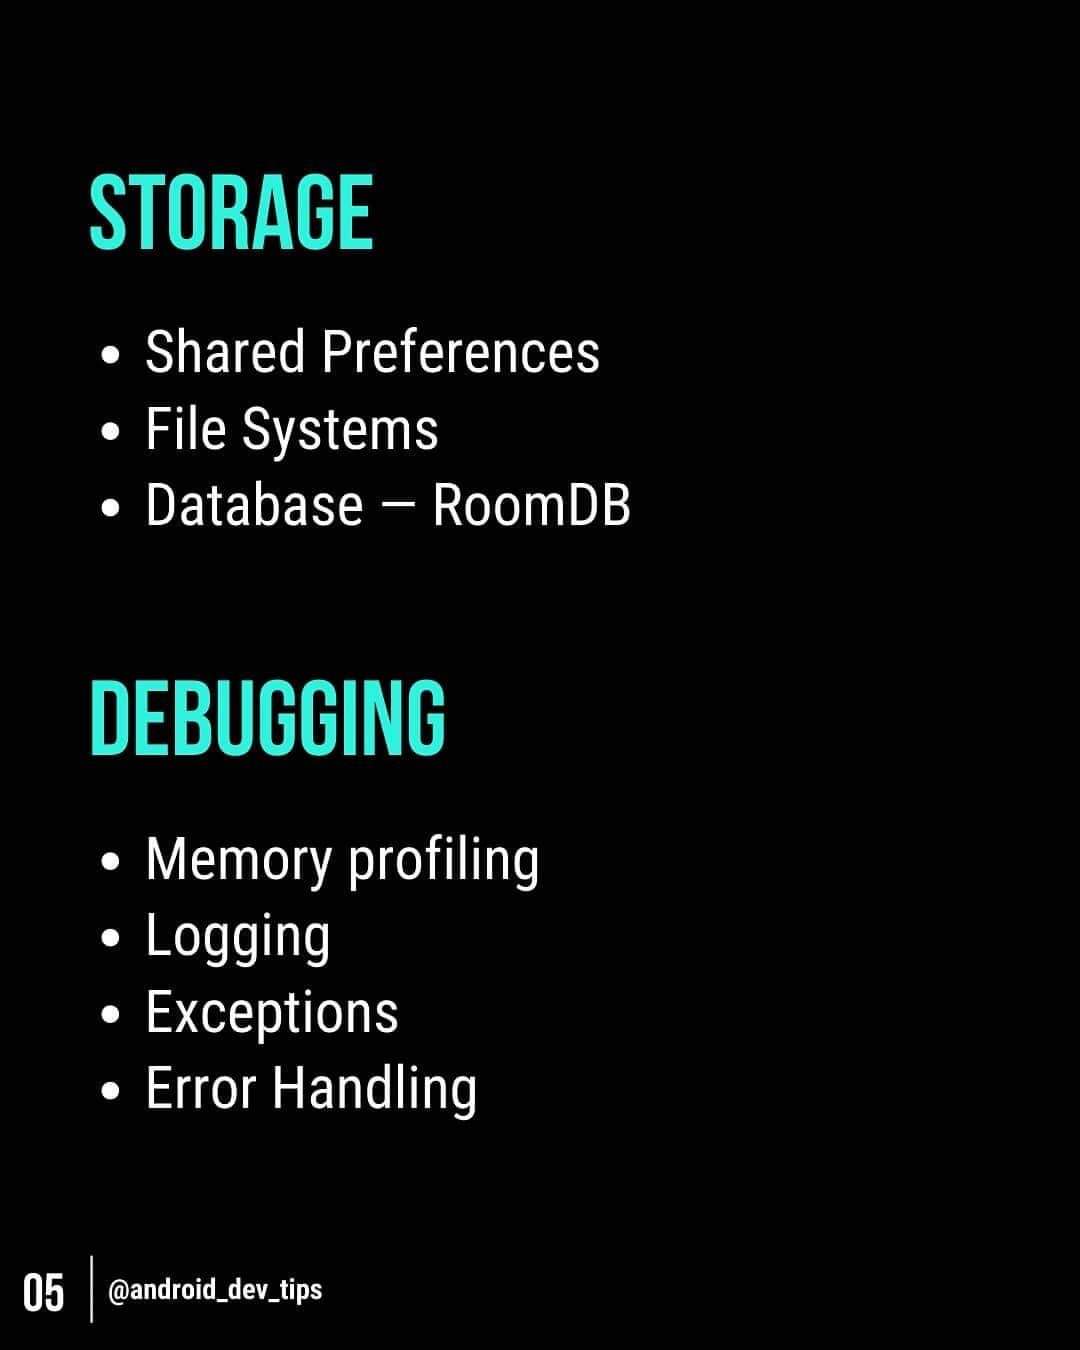 STORAGE
• Shared Preferences
• File Systems
• Database — RoomDB
DEBUGGING
• Memory profiling
• Logging
• Exceptions
• Error Handling
05
@android_dev_tips